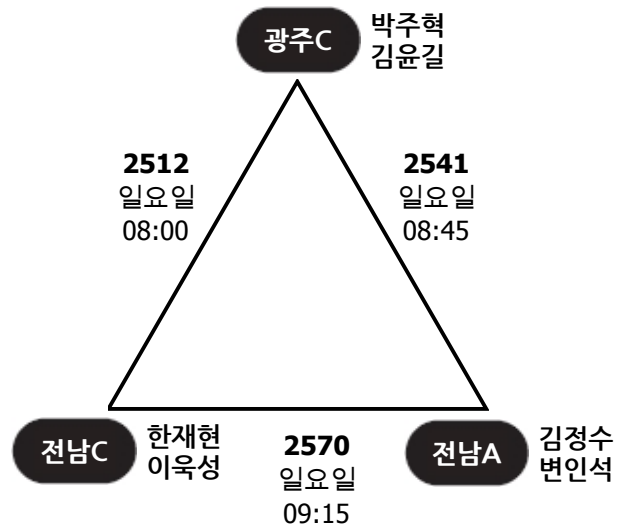 광주C
박주혁
김윤길
2512
일요일
08:00
2541
일요일
08:45
전남C
한재현
이욱성
2570
일요일
09:15
전남A
김정수
변인석